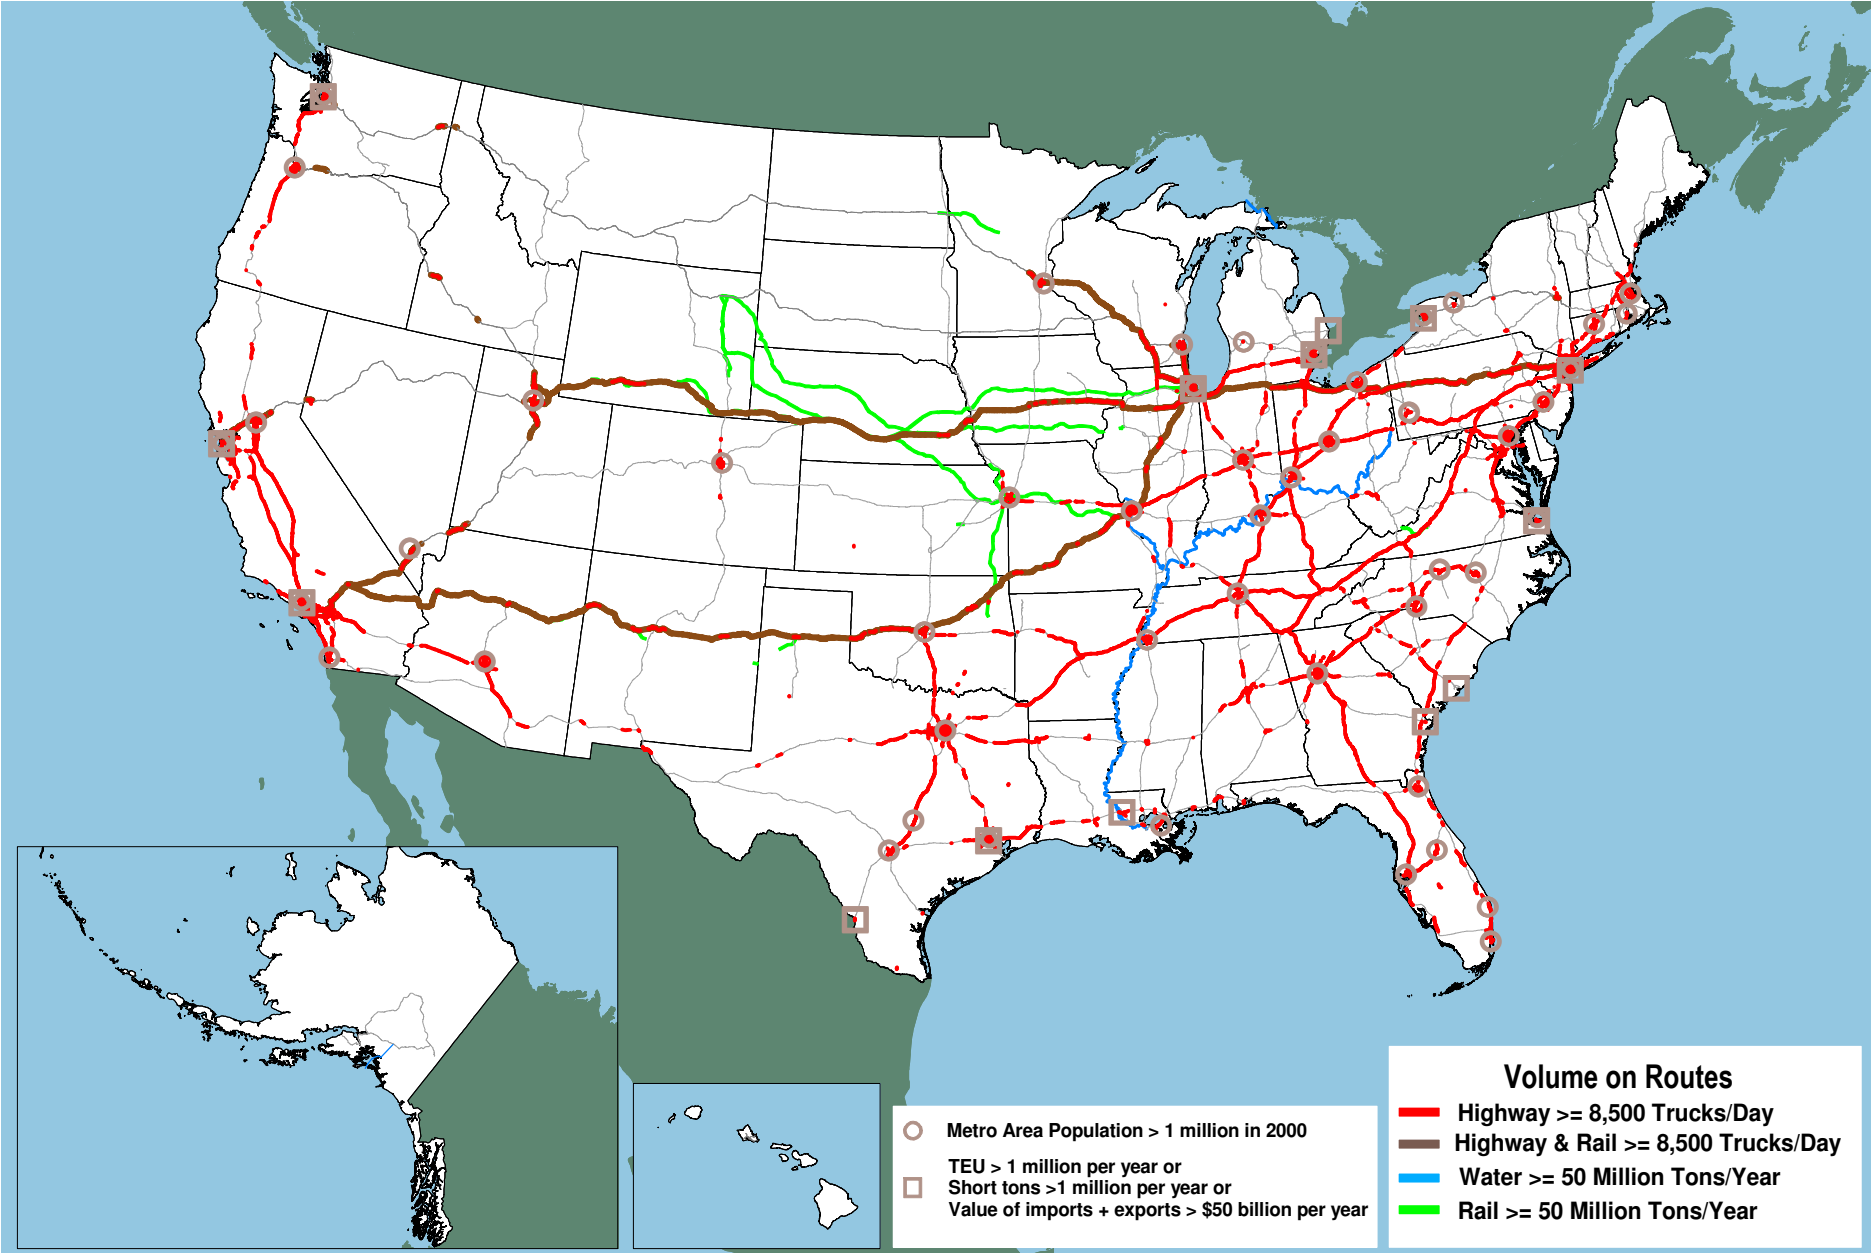 Volume on Routes
Highway >= 8,500 Trucks/Day
Highway & Rail >= 8,500 Trucks/Day
Water >= 50 Million Tons/Year
Rail >= 50 Million Tons/Year
Metro Area Population > 1 million in 2000
TEU > 1 million per year or
Short tons >1 million per year or
Value of imports + exports > $50 billion per year